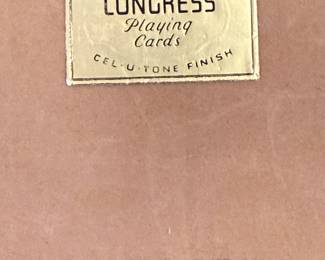 CONGRESS
Playing
Cards
CEL-U-TONE FINISH